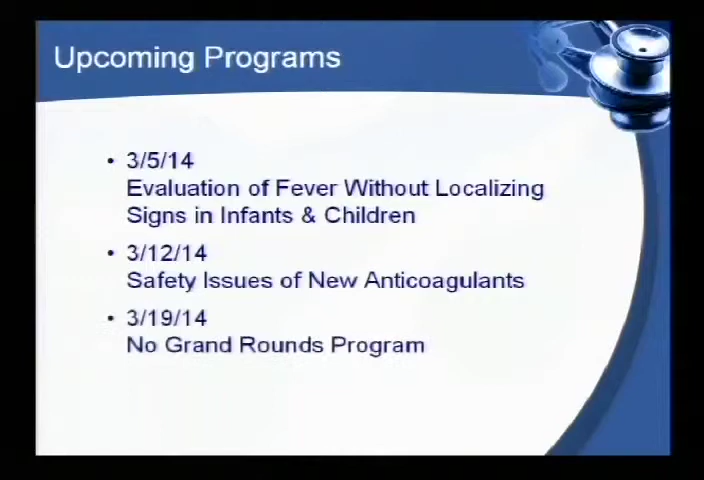 Upcoming Programs
• 3/5/14
Evaluation of Fever Without Localizing
Signs in Infants & Children
• 3/12/14
Safety Issues of New Anticoagulants
• 3/19/14
No Grand Rounds Program